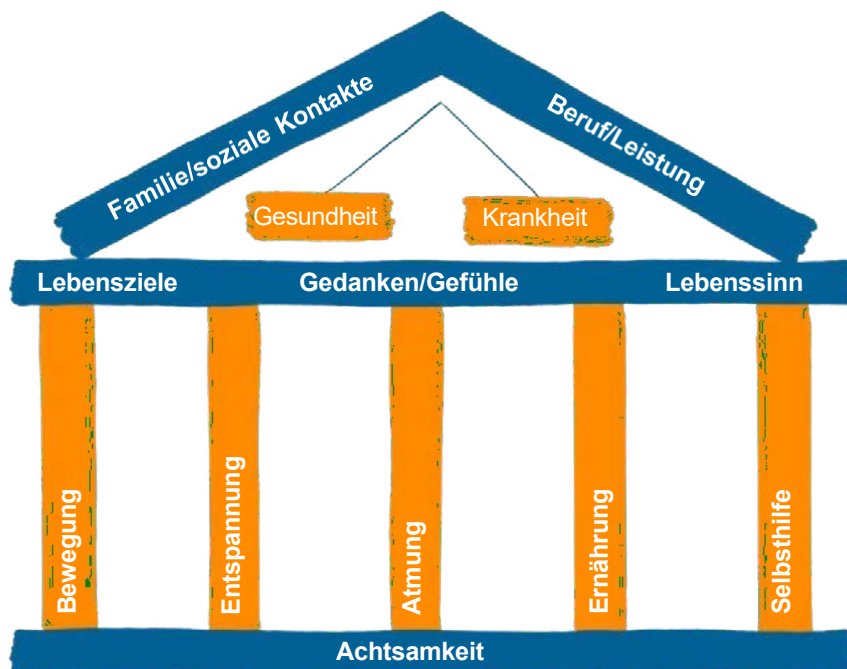 Familie/soziale Kontakte
Beruf/Leistung
Gesundheit
Krankheit
Lebensziele
Gedanken/Gefühle
Lebenssinn
Bewegung
Entspannung
Atmung
Ernährung
Selbsthilfe
Achtsamkeit